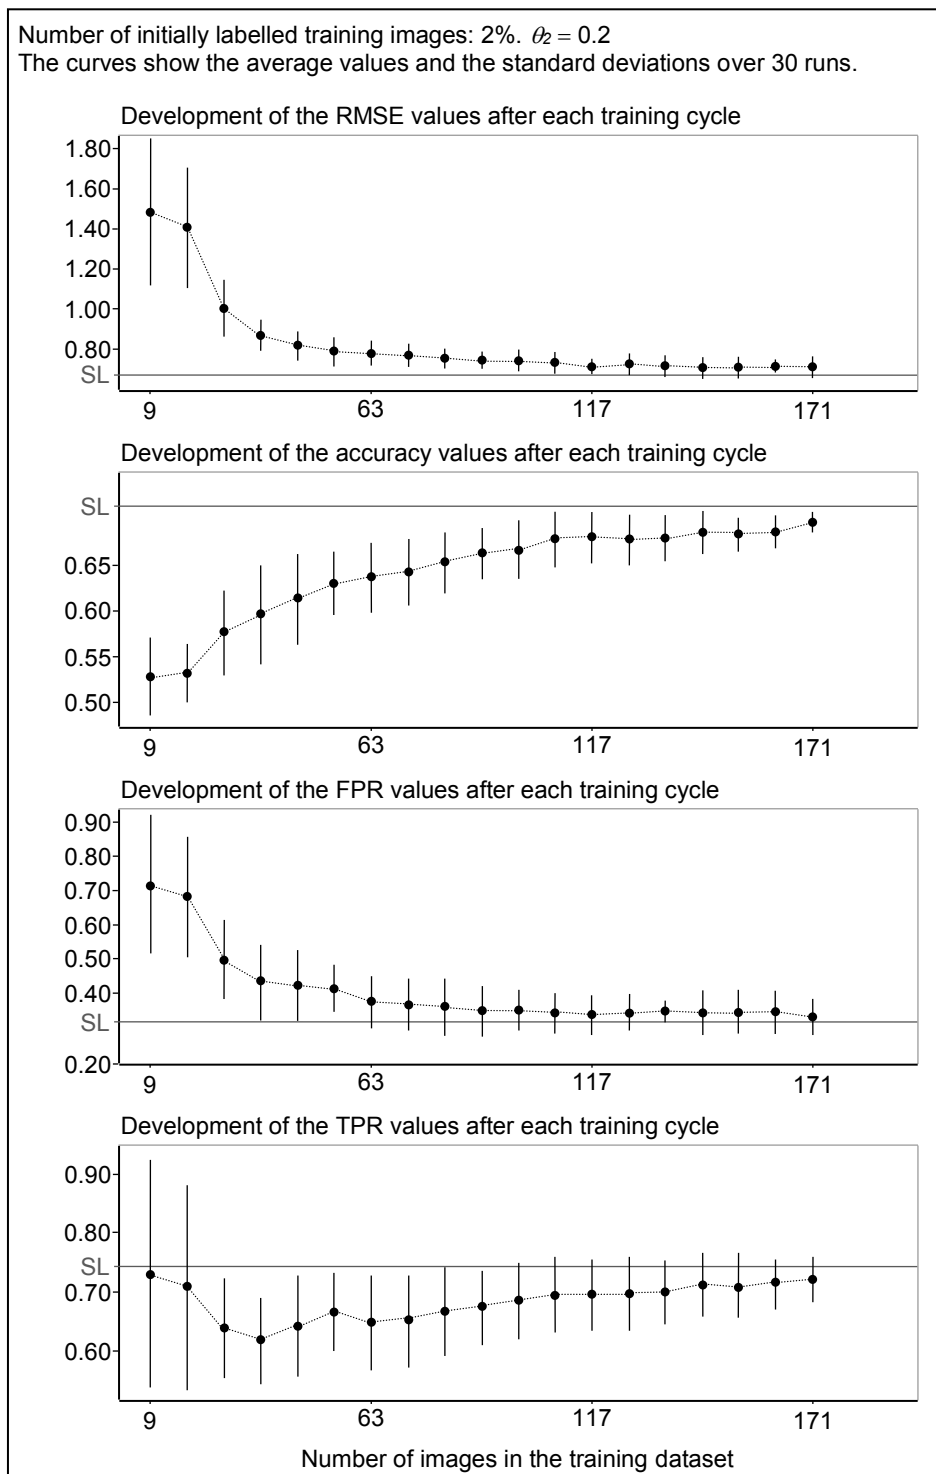 Number of initially labelled training images: 2%. θ₂ = 0.2
The curves show the average values and the standard deviations over 30 runs.
Development of the RMSE values after each training cycle
1.80
1.60
1.40
1.20
1.00
0.80
SL
9 63 117 171
Development of the accuracy values after each training cycle
SL
0.65
0.60
0.55
0.50
9 63 117 171
Development of the FPR values after each training cycle
0.90
0.80
0.70
0.60
0.50
0.40
SL
0.20
9 63 117 171
Development of the TPR values after each training cycle
0.90
0.80
SL
0.70
0.60
9 63 117 171
Number of images in the training dataset